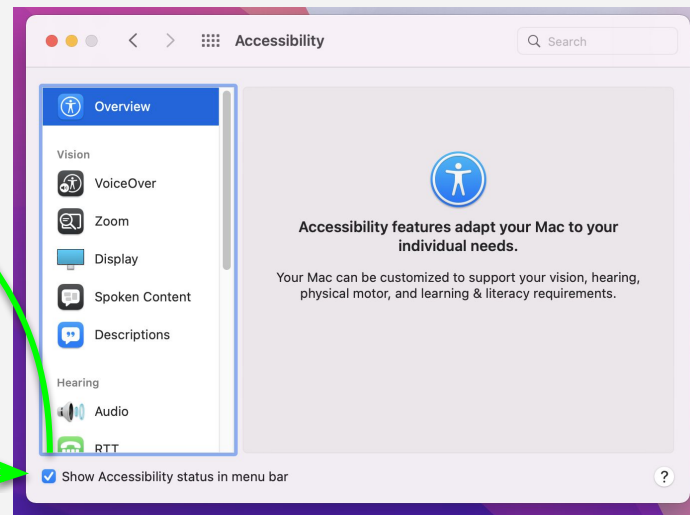 Accessibility
Search
Overview
Vision
VoiceOver
Zoom
Display
Spoken Content
Descriptions
Hearing
Audio
RTT
Accessibility features adapt your Mac to your
individual needs.
Your Mac can be customized to support your vision, hearing,
physical motor, and learning & literacy requirements.
Show Accessibility status in menu bar
?